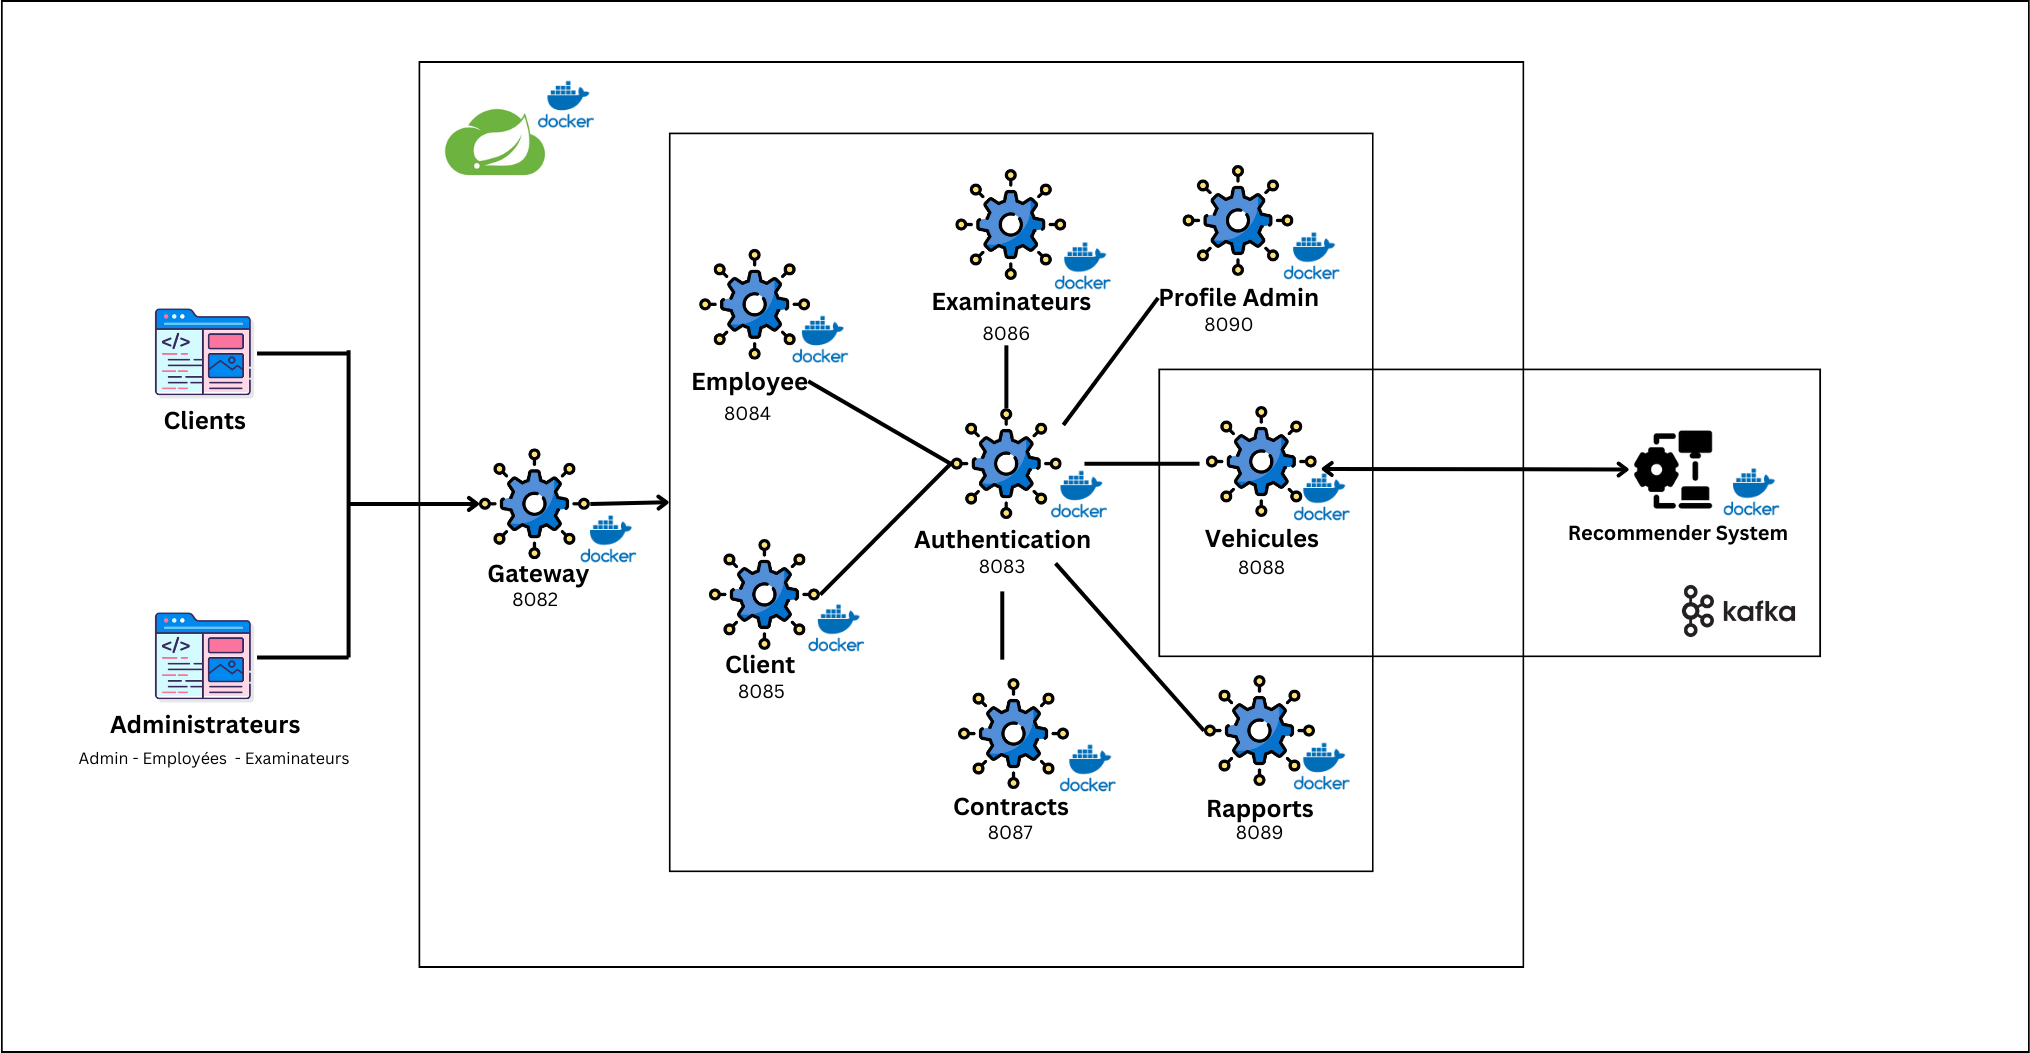 docker
Examinateurs
8086
docker
Profile Admin
8090
docker
Employee
8084
docker
</>
Clients
Gateway
8082
docker
Authentication
8083
docker
Vehicules
8088
docker
Recommender System
docker
kafka
Client
8085
docker
</>
Administrateurs
Admin - Employées - Examinateurs
Contracts
8087
docker
Rapports
8089
docker